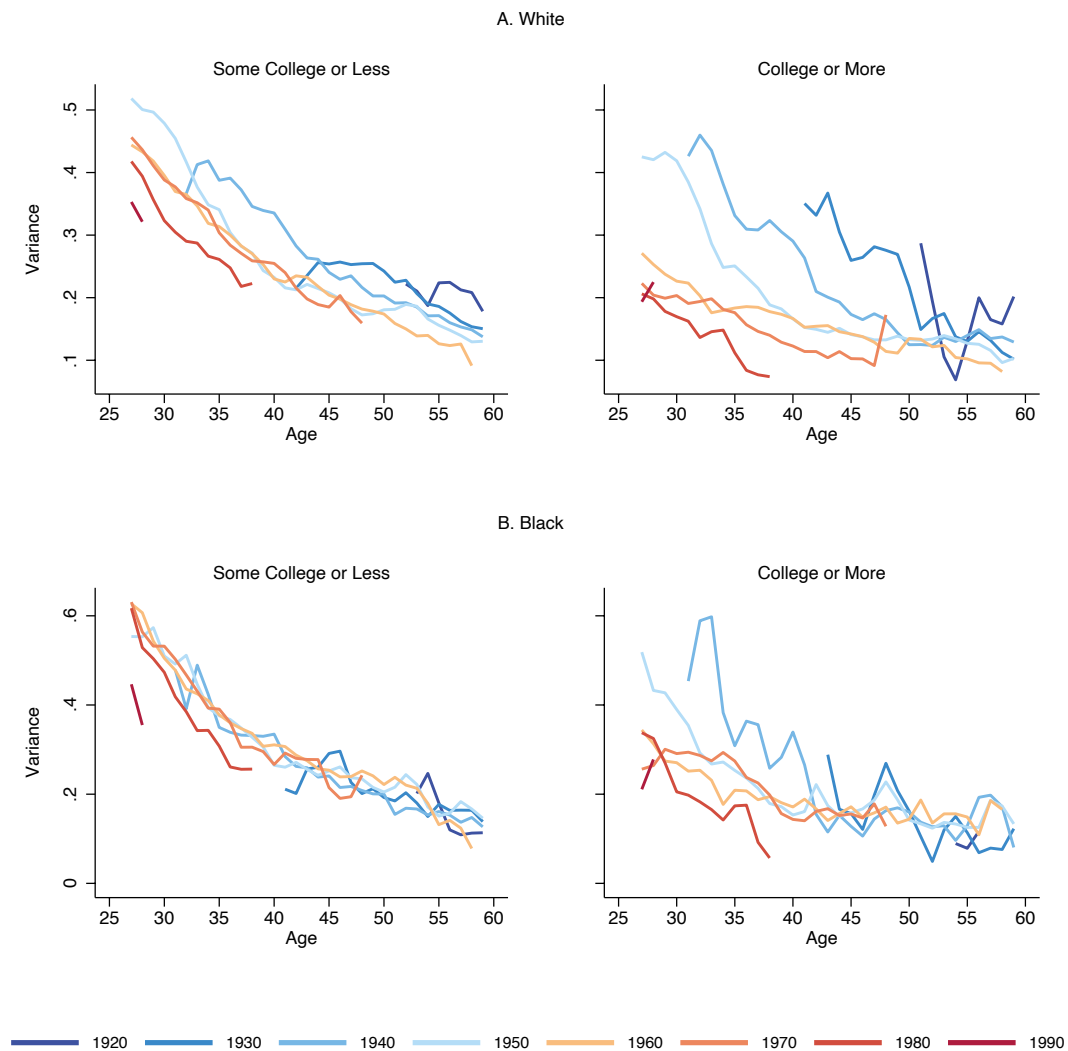 A. White
Some College or Less
College or More
Variance
.5
.4
.3
.2
.1
25 30 35 40 45 50 55 60
Age
25 30 35 40 45 50 55 60
Age
B. Black
Some College or Less
College or More
Variance
.6
.4
.2
0
25 30 35 40 45 50 55 60
Age
25 30 35 40 45 50 55 60
Age
1920 1930 1940 1950 1960 1970 1980 1990